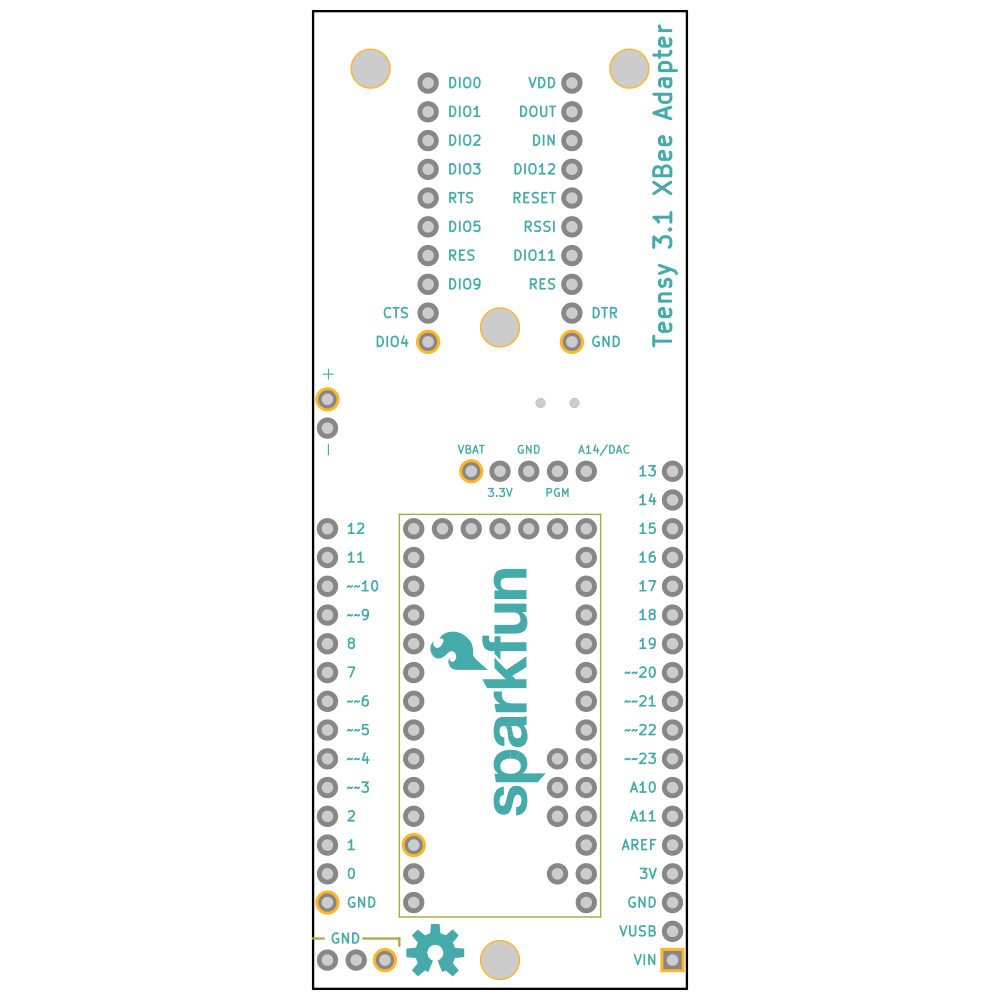 DIO0 VDD
DIO1 DOUT
DIO2 DIN
DIO3 DIO12
RTS RESET
DIO5 RSSI
RES DIO11
DIO9 RES
CTS DTR
DIO4 GND
Teensy 3.1 XBee Adapter
+
−
VBAT GND A14/DAC
3.3V PGM
13
14
12 15
11 16
~~10 17
~~9 18
8 19
7 ~~20
~~6 ~~21
~~5 ~~22
~~4 ~~23
~~3 A10
2 A11
1 AREF
0 3V
GND GND
VUSB
GND
VIN
sparkfun